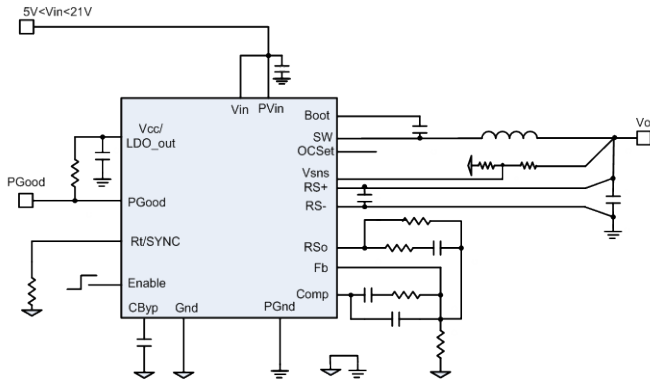 5V<Vin<21V
Vin PVin
Boot
Vcc/
LDO_out
SW
Vo
OCSet
Vsns
PGood
RS+
PGood
RS-
Rt/SYNC
RSo
Fb
Enable
Comp
CByp Gnd PGnd